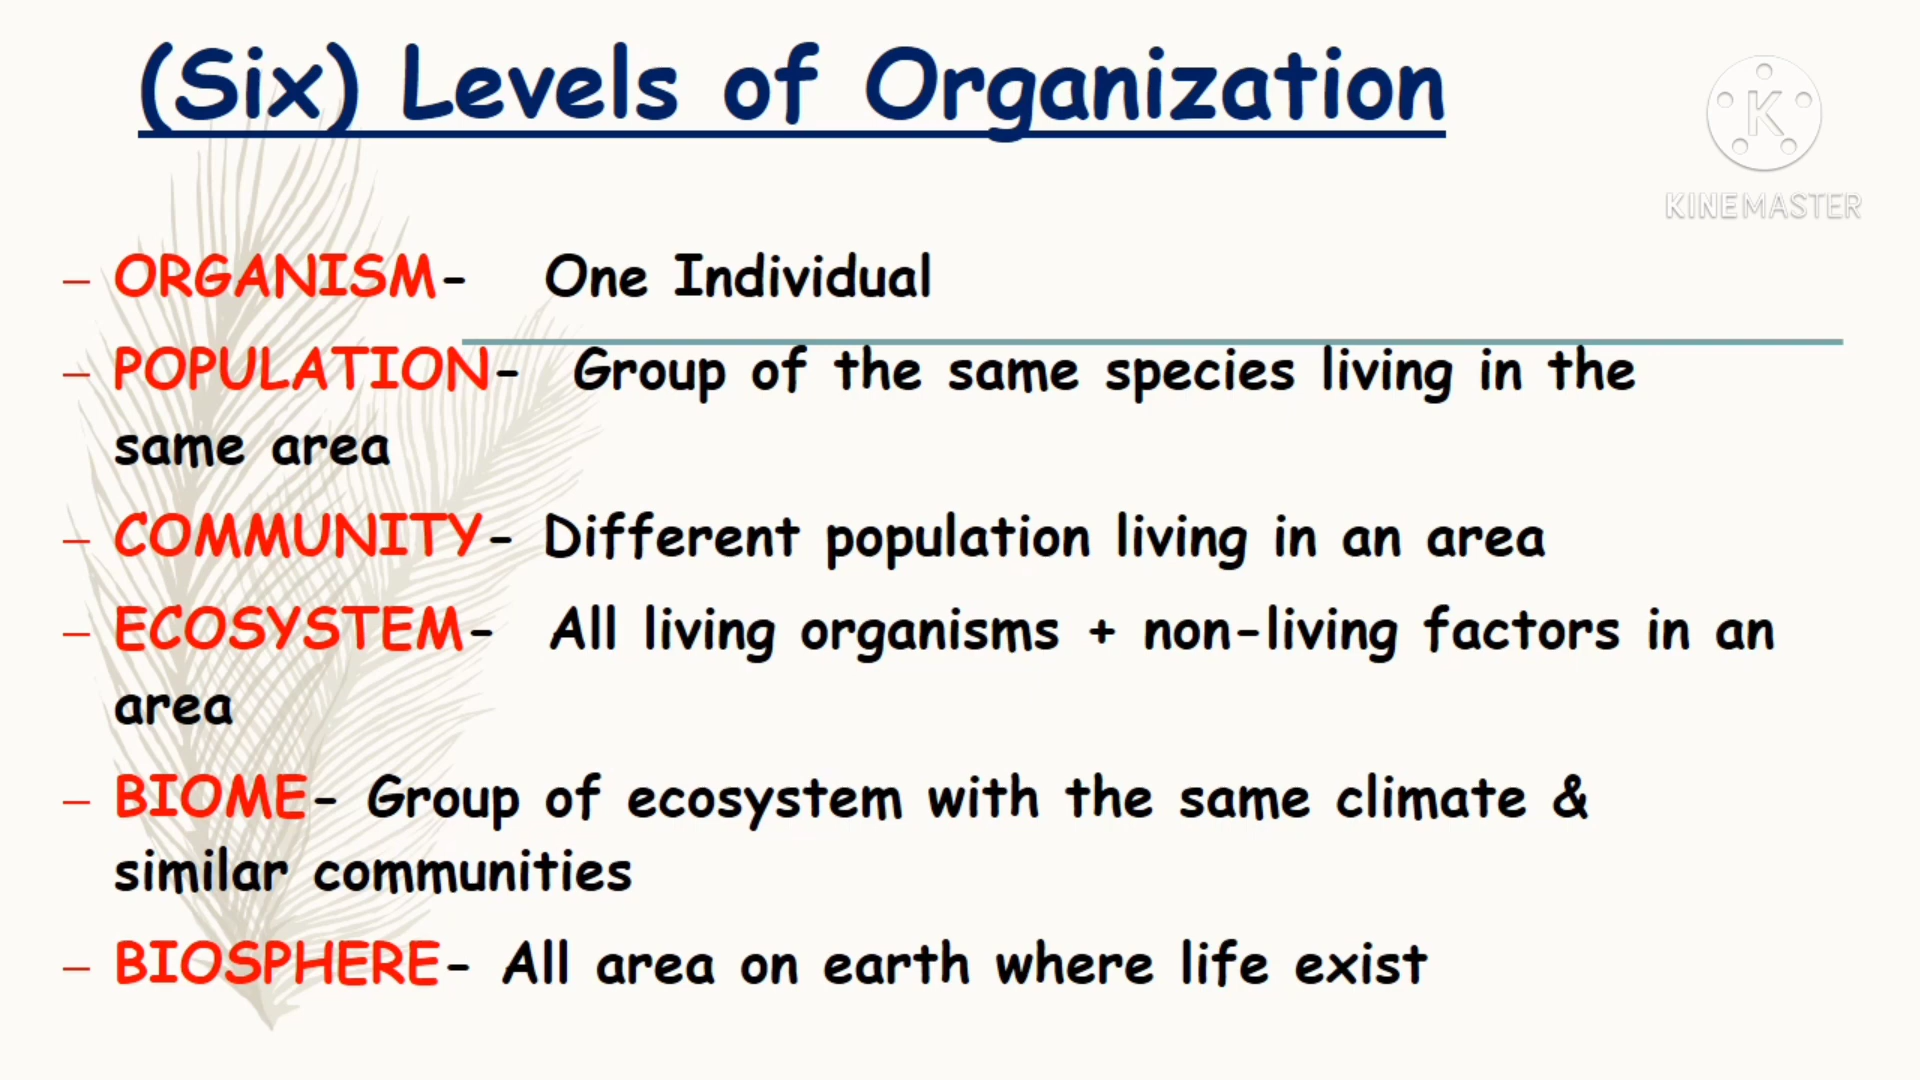 (Six) Levels of Organization
K
KINEMASTER
– ORGANISM- One Individual
– POPULATION- Group of the same species living in the
same area
– COMMUNITY- Different population living in an area
– ECOSYSTEM- All living organisms + non-living factors in an
area
– BIOME- Group of ecosystem with the same climate &
similar communities
– BIOSPHERE- All area on earth where life exist